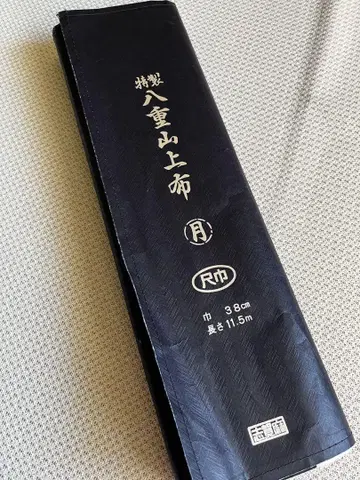 特製
八重山上布
月
尺巾
巾 38cm
長さ 11.5m